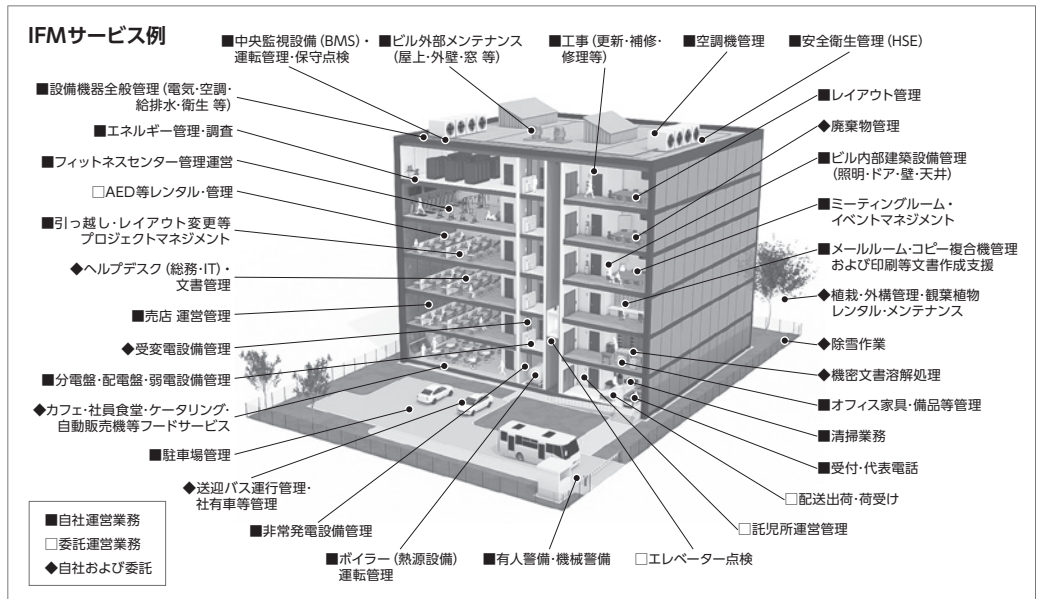 IFMサービス例
■中央監視設備(BMS)・
運転管理・保守点検
■ビル外部メンテナンス
(屋上・外壁・窓 等)
■工事(更新・補修・
修理等)
■空調機管理
■安全衛生管理(HSE)
■設備機器全般管理(電気・空調・
給排水・衛生 等)
■エネルギー管理・調査
■フィットネスセンター管理運営
□AED等レンタル・管理
■引っ越し・レイアウト変更等
プロジェクトマネジメント
◆ヘルプデスク(総務・IT)・
文書管理
■売店 運営管理
◆受変電設備管理
■分電盤・配電盤・弱電設備管理
◆カフェ・社員食堂・ケータリング・
自動販売機等フードサービス
■駐車場管理
◆送迎バス運行管理・
社有車等管理
■非常発電設備管理
■ボイラー(熱源設備)
運転管理
■有人警備・機械警備
□エレベーター点検
■レイアウト管理
◆廃棄物管理
■ビル内部建築設備管理
(照明・ドア・壁・天井)
■ミーティングルーム・
イベントマネジメント
■メールルーム・コピー複合機管理
および印刷等文書作成支援
◆植栽・外構管理・観葉植物
レンタル・メンテナンス
◆除雪作業
◆機密文書溶解処理
■オフィス家具・備品等管理
■清掃業務
■受付・代表電話
□配送出荷・荷受け
□託児所運営管理
■自社運営業務
□委託運営業務
◆自社および委託